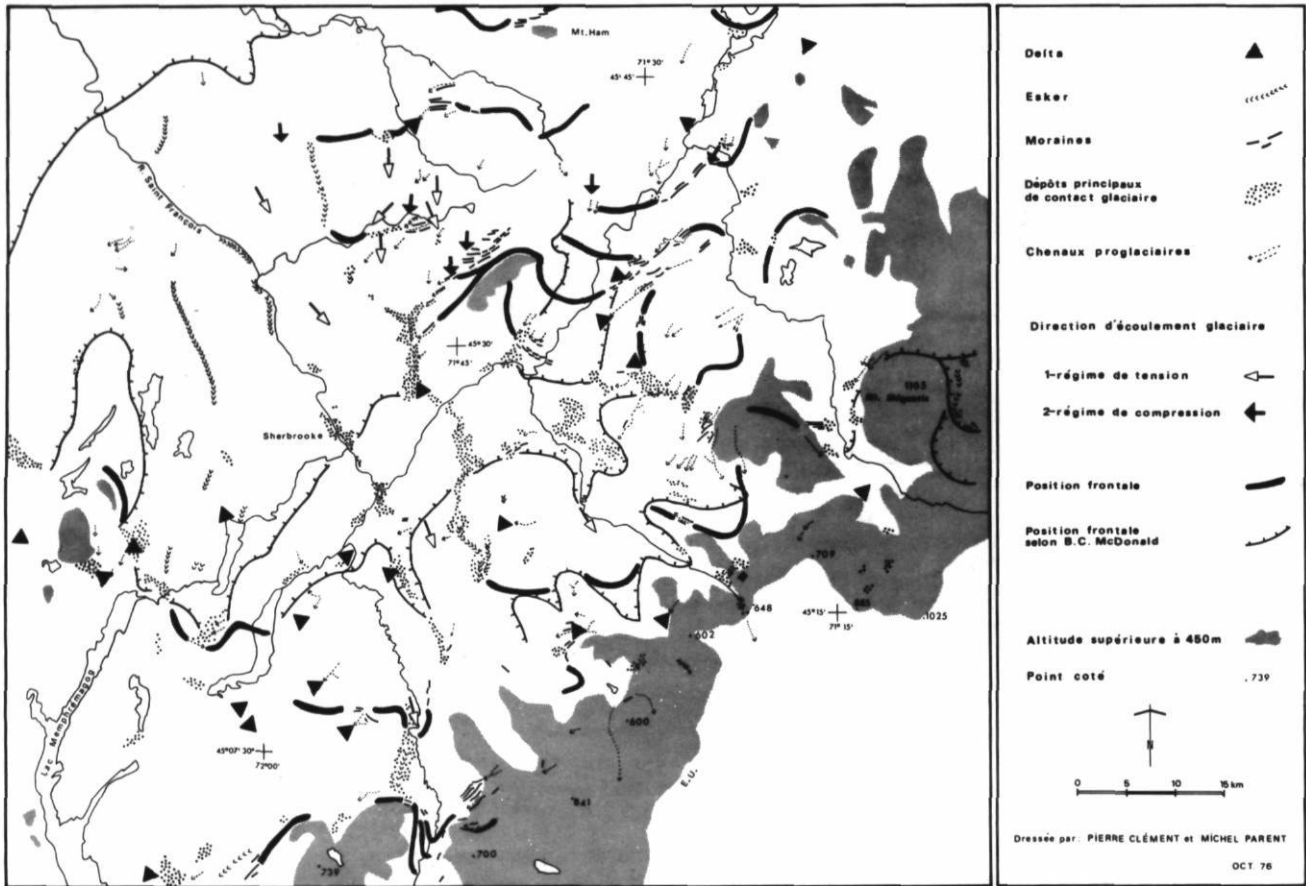 Mt. Ham
71° 30'
45° 45'
R. Saint François
45° 30'
71° 45'
1105
Sherbrooke
709
865
45° 15'
71° 15'
648
1025
602
Lac Memphrémagog
600
45° 07' 30"
72° 00'
E.U.
841
700
739
Delta
Esker
Moraines
Dépôts principaux
de contact glaciaire
Chenaux proglaciaires
Direction d'écoulement glaciaire
1-régime de tension
2-régime de compression
Position frontale
Position frontale
selon B.C. McDonald
Altitude supérieure à 450m
Point coté
. 739
N
0 5 10 15 km
Dressée par: PIERRE CLÉMENT et MICHEL PARENT
OCT 76